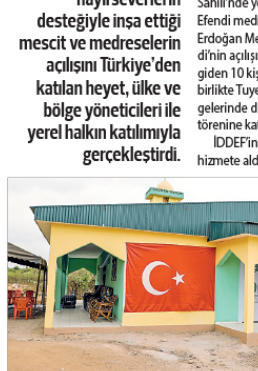 hayırseverlerin
desteğiyle inşa ettiği
mescit ve medreselerin
açılışını Türkiye'den
katılan heyet, ülke ve
bölge yöneticileri ile
yerel halkın katılımıyla
gerçekleştirdi.
Sahili'nde y
Efendi med
Erdoğan Me
di'nin açılışı
giden 10 kiş
birlikte Tuye
gelerinde d
törenine kat
İDDEF'in
hizmete ald